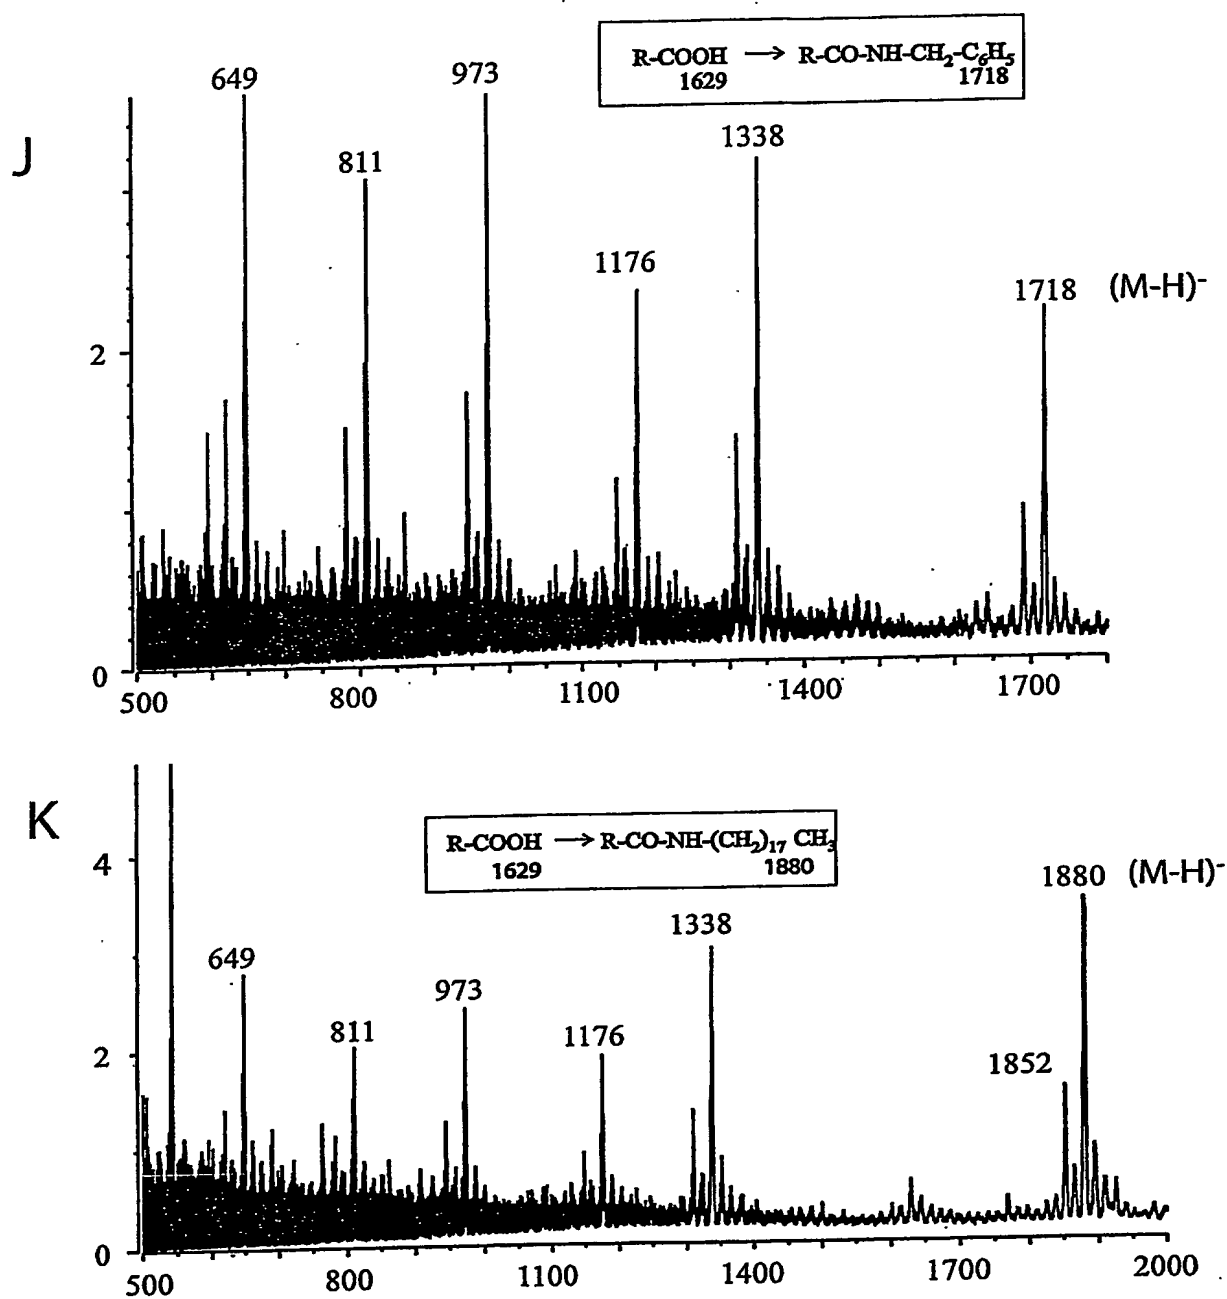 J
R-COOH → R-CO-NH-CH₂-C₆H₅
1629 1718
649
973
811
1338
1176
1718 (M-H)⁻
2
0
500 800 1100 1400 1700
K
R-COOH → R-CO-NH-(CH₂)₁₇ CH₃
1629 1880
4
1880 (M-H)⁻
1338
649
973
811
1176
1852
2
0
500 800 1100 1400 1700 2000